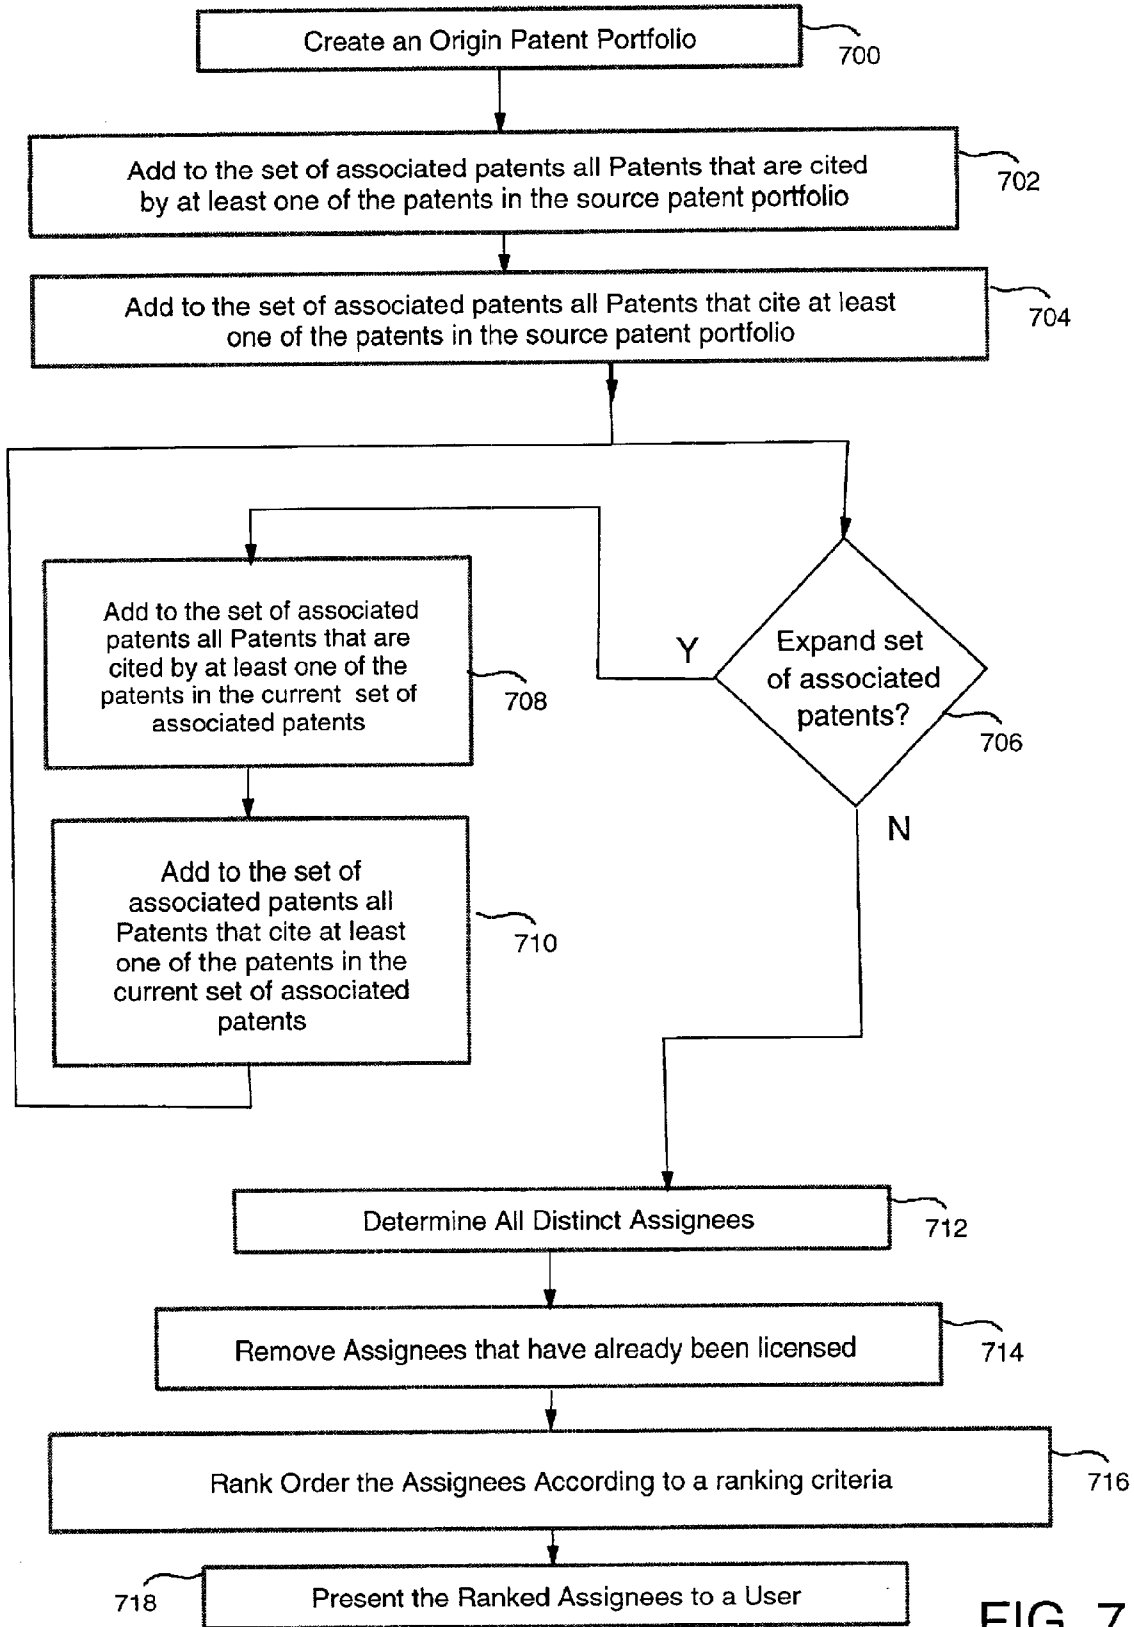 Create an Origin Patent Portfolio
700
Add to the set of associated patents all Patents that are cited
by at least one of the patents in the source patent portfolio
702
Add to the set of associated patents all Patents that cite at least
one of the patents in the source patent portfolio
704
Add to the set of associated
patents all Patents that are
cited by at least one of the
patents in the current set of
associated patents
708
Y
Expand set
of associated
patents?
706
N
Add to the set of
associated patents all
Patents that cite at least
one of the patents in the
current set of associated
patents
710
Determine All Distinct Assignees
712
Remove Assignees that have already been licensed
714
Rank Order the Assignees According to a ranking criteria
716
718
Present the Ranked Assignees to a User
FIG. 7